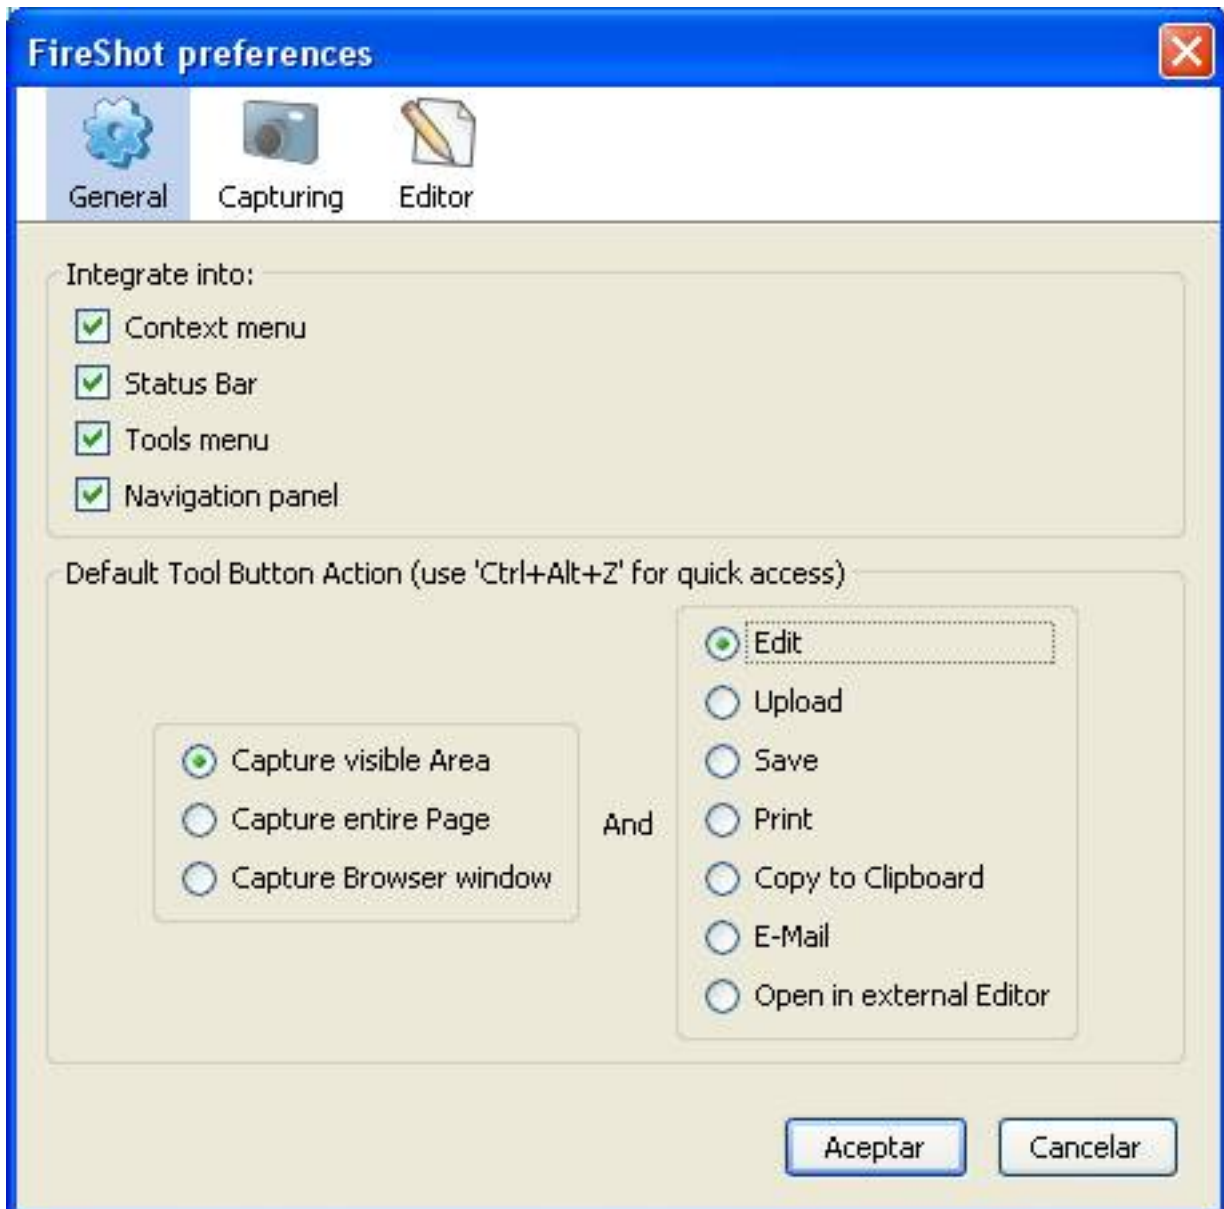 FireShot preferences
General
Capturing
Editor
Integrate into:
Context menu
Status Bar
Tools menu
Navigation panel
Default Tool Button Action (use 'Ctrl+Alt+Z' for quick access)
Capture visible Area
Capture entire Page
Capture Browser window
And
Edit
Upload
Save
Print
Copy to Clipboard
E-Mail
Open in external Editor
Aceptar
Cancelar